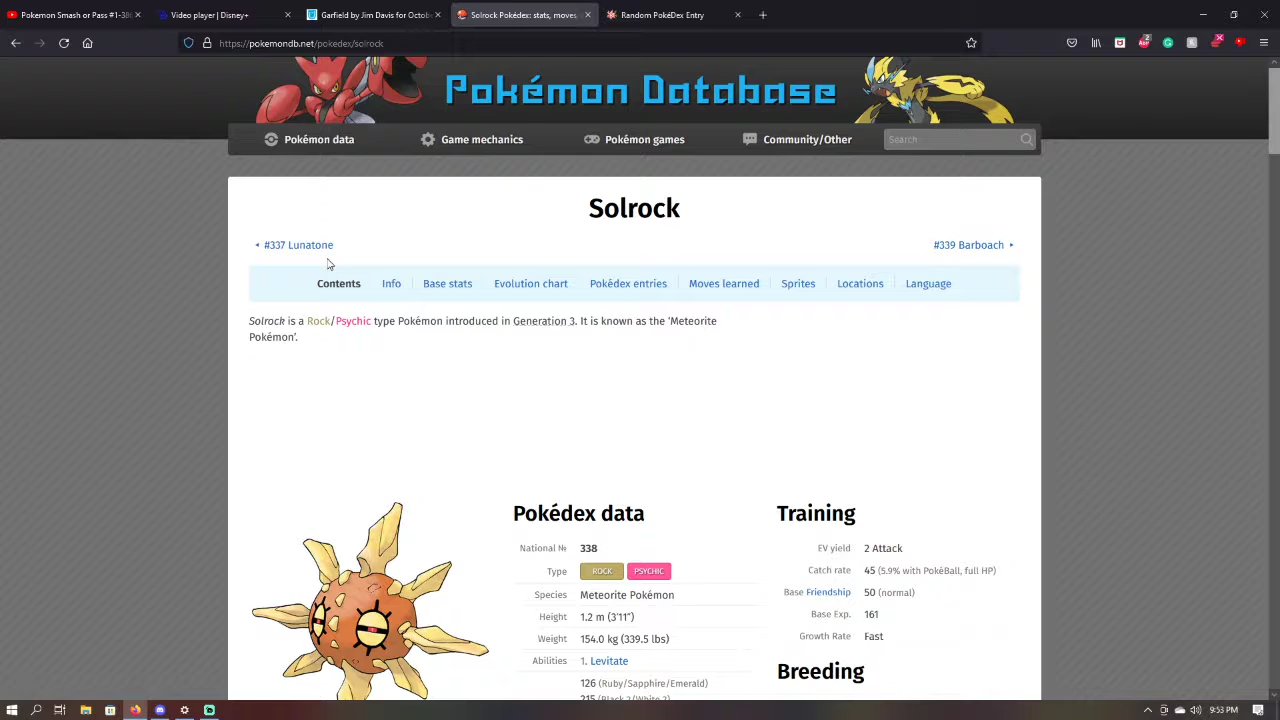 Pokemon Smash or Pass #1-38
Video player | Disney+
Garfield by Jim Davis for Octob
Solrock Pokédex: stats, moves
Random PokéDex Entry
https://pokemondb.net/pokedex/solrock
Pokémon Database
Pokémon data
Game mechanics
Pokémon games
Community/Other
Search
Solrock
#337 Lunatone
#339 Barboach
Contents
Info
Base stats
Evolution chart
Pokédex entries
Moves learned
Sprites
Locations
Language
Solrock is a Rock/Psychic type Pokémon introduced in Generation 3. It is known as the ‘Meteorite
Pokémon’.
Pokédex data
National № 338
Type ROCK PSYCHIC
Species Meteorite Pokémon
Height 1.2 m (3′11″)
Weight 154.0 kg (339.5 lbs)
Abilities 1. Levitate
126 (Ruby/Sapphire/Emerald)
215 (Black 2/White 2)
Training
EV yield 2 Attack
Catch rate 45 (5.9% with PokéBall, full HP)
Base Friendship 50 (normal)
Base Exp. 161
Growth Rate Fast
Breeding
9:53 PM